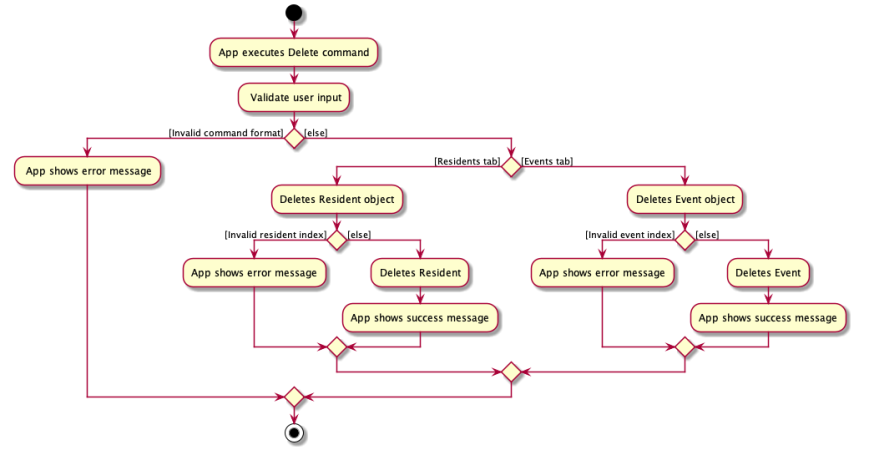 App executes Delete command
Validate user input
[Invalid command format]
[else]
App shows error message
[Residents tab]
[Events tab]
Deletes Resident object
Deletes Event object
[Invalid resident index]
[else]
[Invalid event index]
[else]
App shows error message
Deletes Resident
App shows error message
Deletes Event
App shows success message
App shows success message